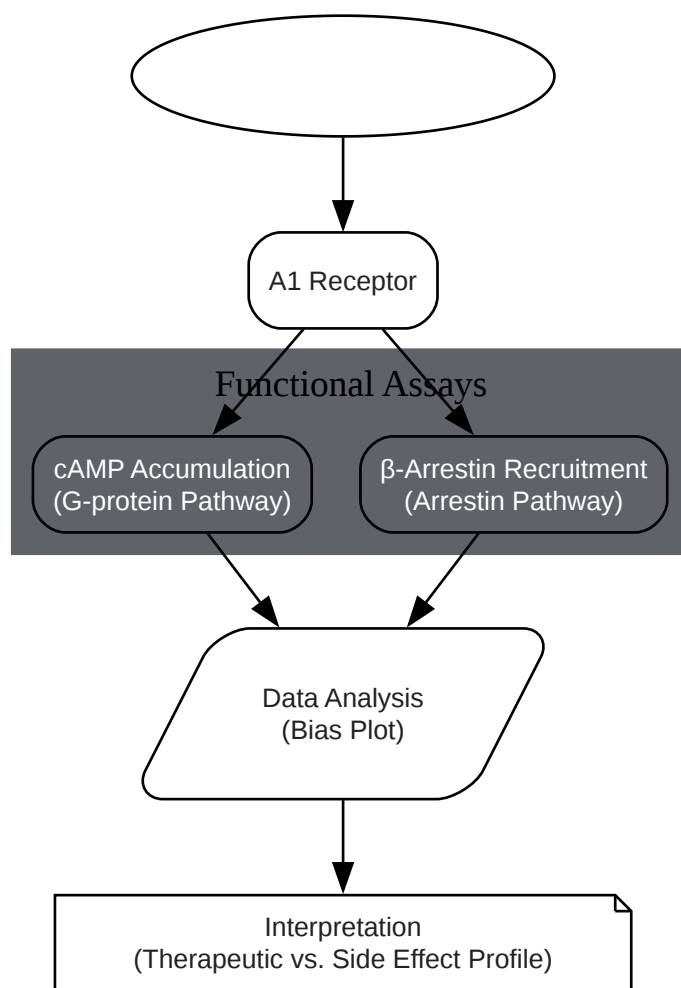 A1 Receptor
Functional Assays
cAMP Accumulation
(G-protein Pathway)
β-Arrestin Recruitment
(Arrestin Pathway)
Data Analysis
(Bias Plot)
Interpretation
(Therapeutic vs. Side Effect Profile)